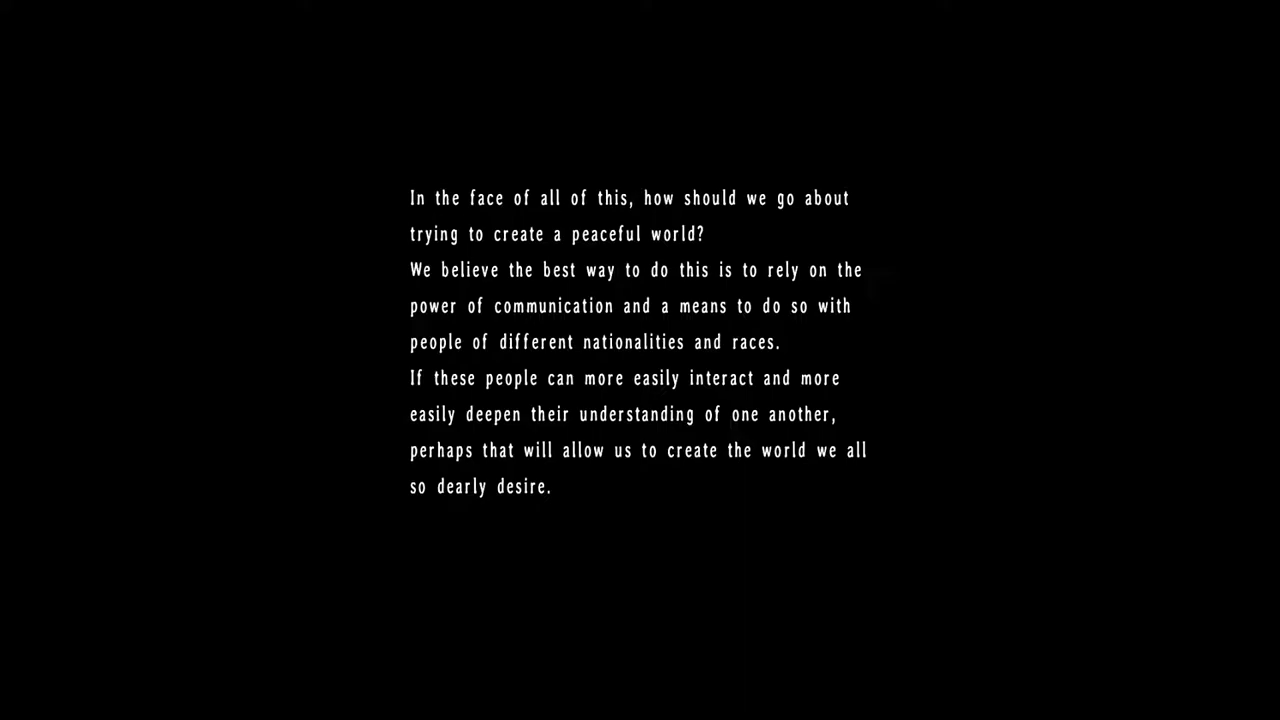 In the face of all of this, how should we go about
trying to create a peaceful world?
We believe the best way to do this is to rely on the
power of communication and a means to do so with
people of different nationalities and races.
If these people can more easily interact and more
easily deepen their understanding of one another,
perhaps that will allow us to create the world we all
so dearly desire.